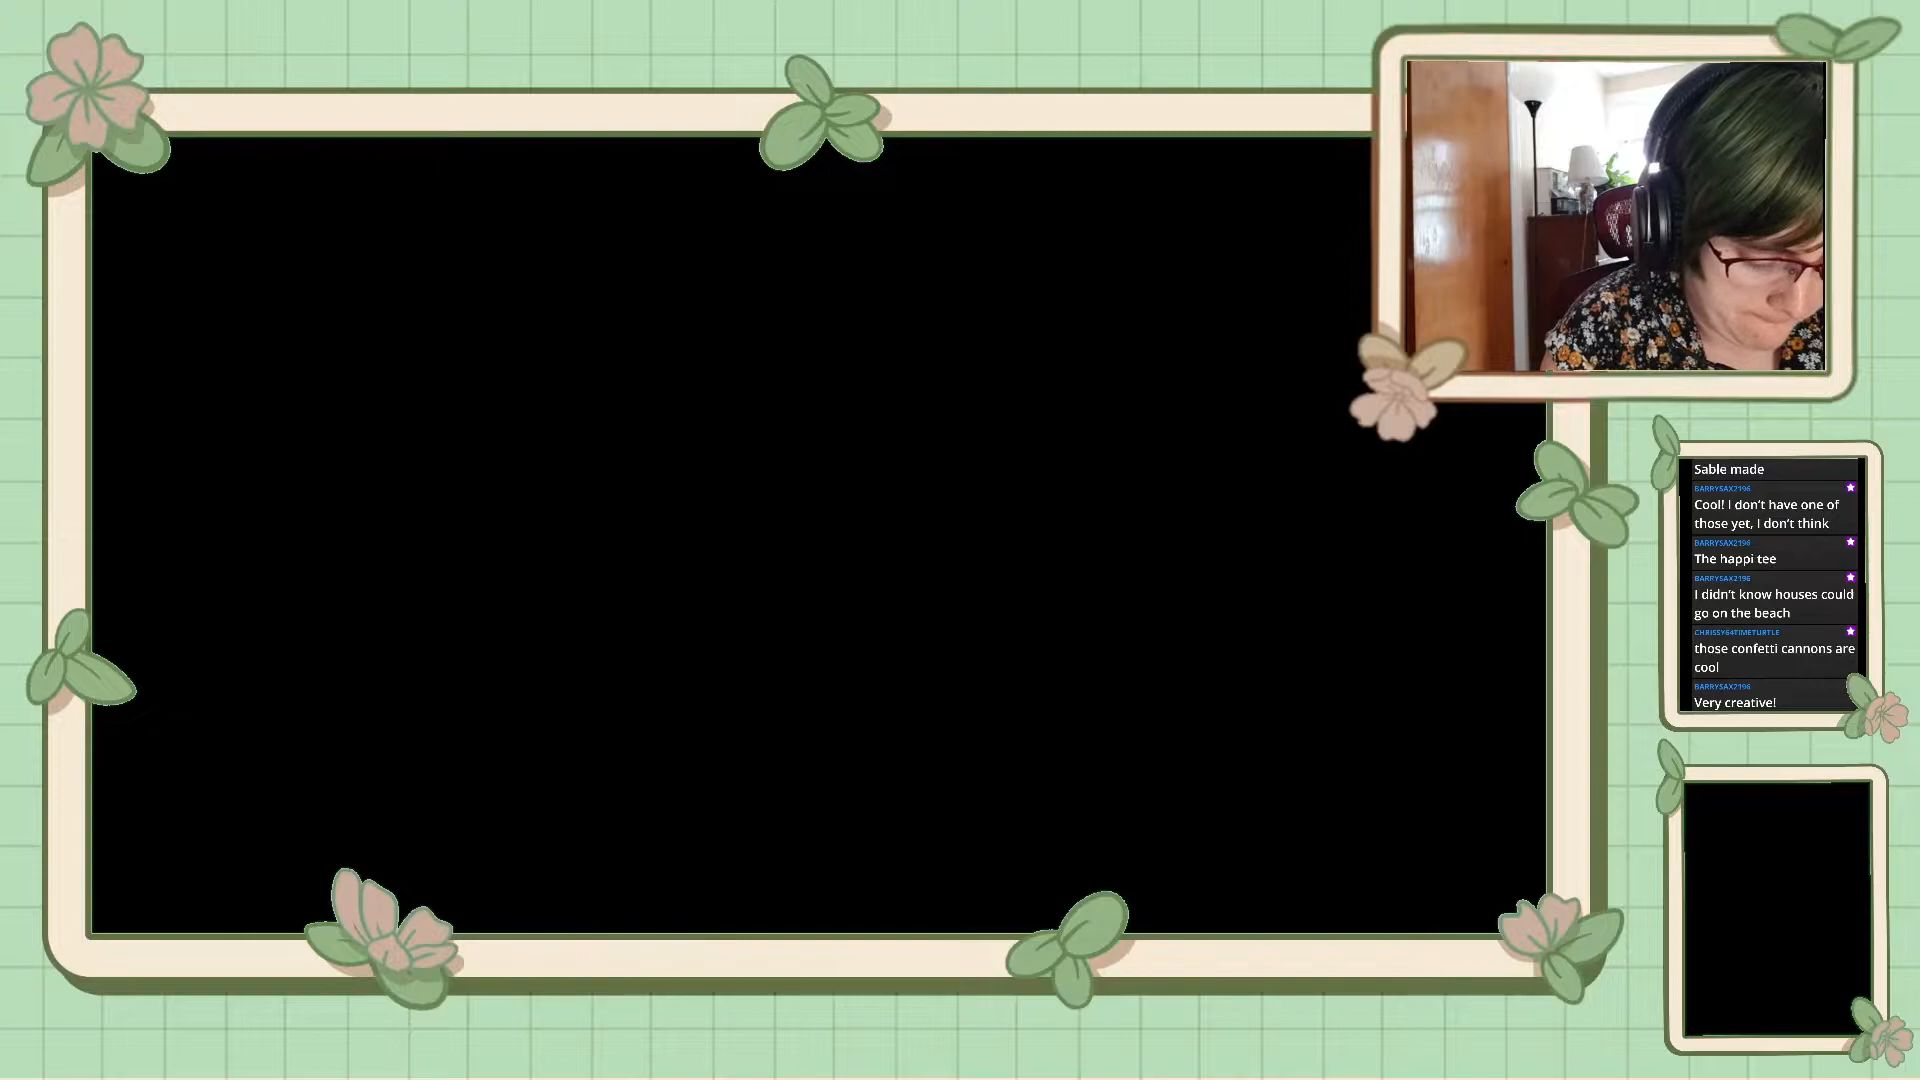 Sable made
BARRYSAX2196
Cool! I don't have one of
those yet, I don't think
BARRYSAX2196
The happi tee
BARRYSAX2196
I didn't know houses could
go on the beach
CHRISSY64TIMETURTLE
those confetti cannons are
cool
BARRYSAX2196
Very creative!